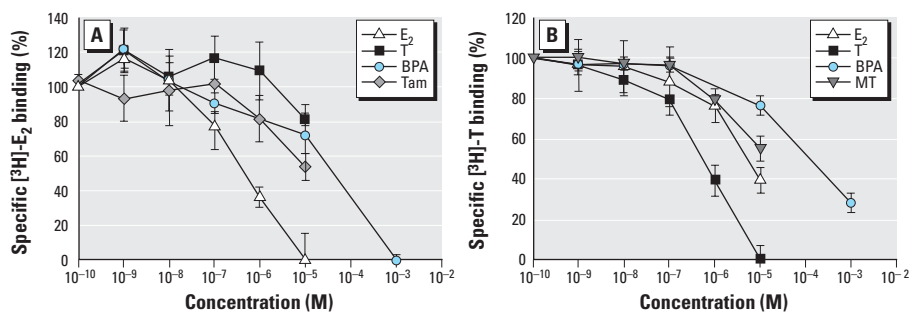 A
E₂
T
BPA
Tam
Specific [³H]-E₂ binding (%)
140
120
100
80
60
40
20
0
10⁻¹⁰ 10⁻⁹ 10⁻⁸ 10⁻⁷ 10⁻⁶ 10⁻⁵ 10⁻⁴ 10⁻³ 10⁻²
Concentration (M)
B
E₂
T
BPA
MT
Specific [³H]-T binding (%)
120
100
80
60
40
20
0
10⁻¹⁰ 10⁻⁹ 10⁻⁸ 10⁻⁷ 10⁻⁶ 10⁻⁵ 10⁻⁴ 10⁻³ 10⁻²
Concentration (M)